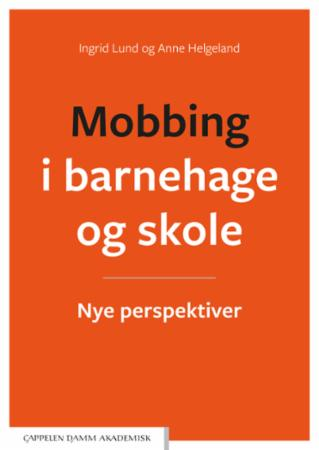 Ingrid Lund og Anne Helgeland
Mobbing
i barnehage
og skole
Nye perspektiver
CAPPELEN DAMM AKADEMISK